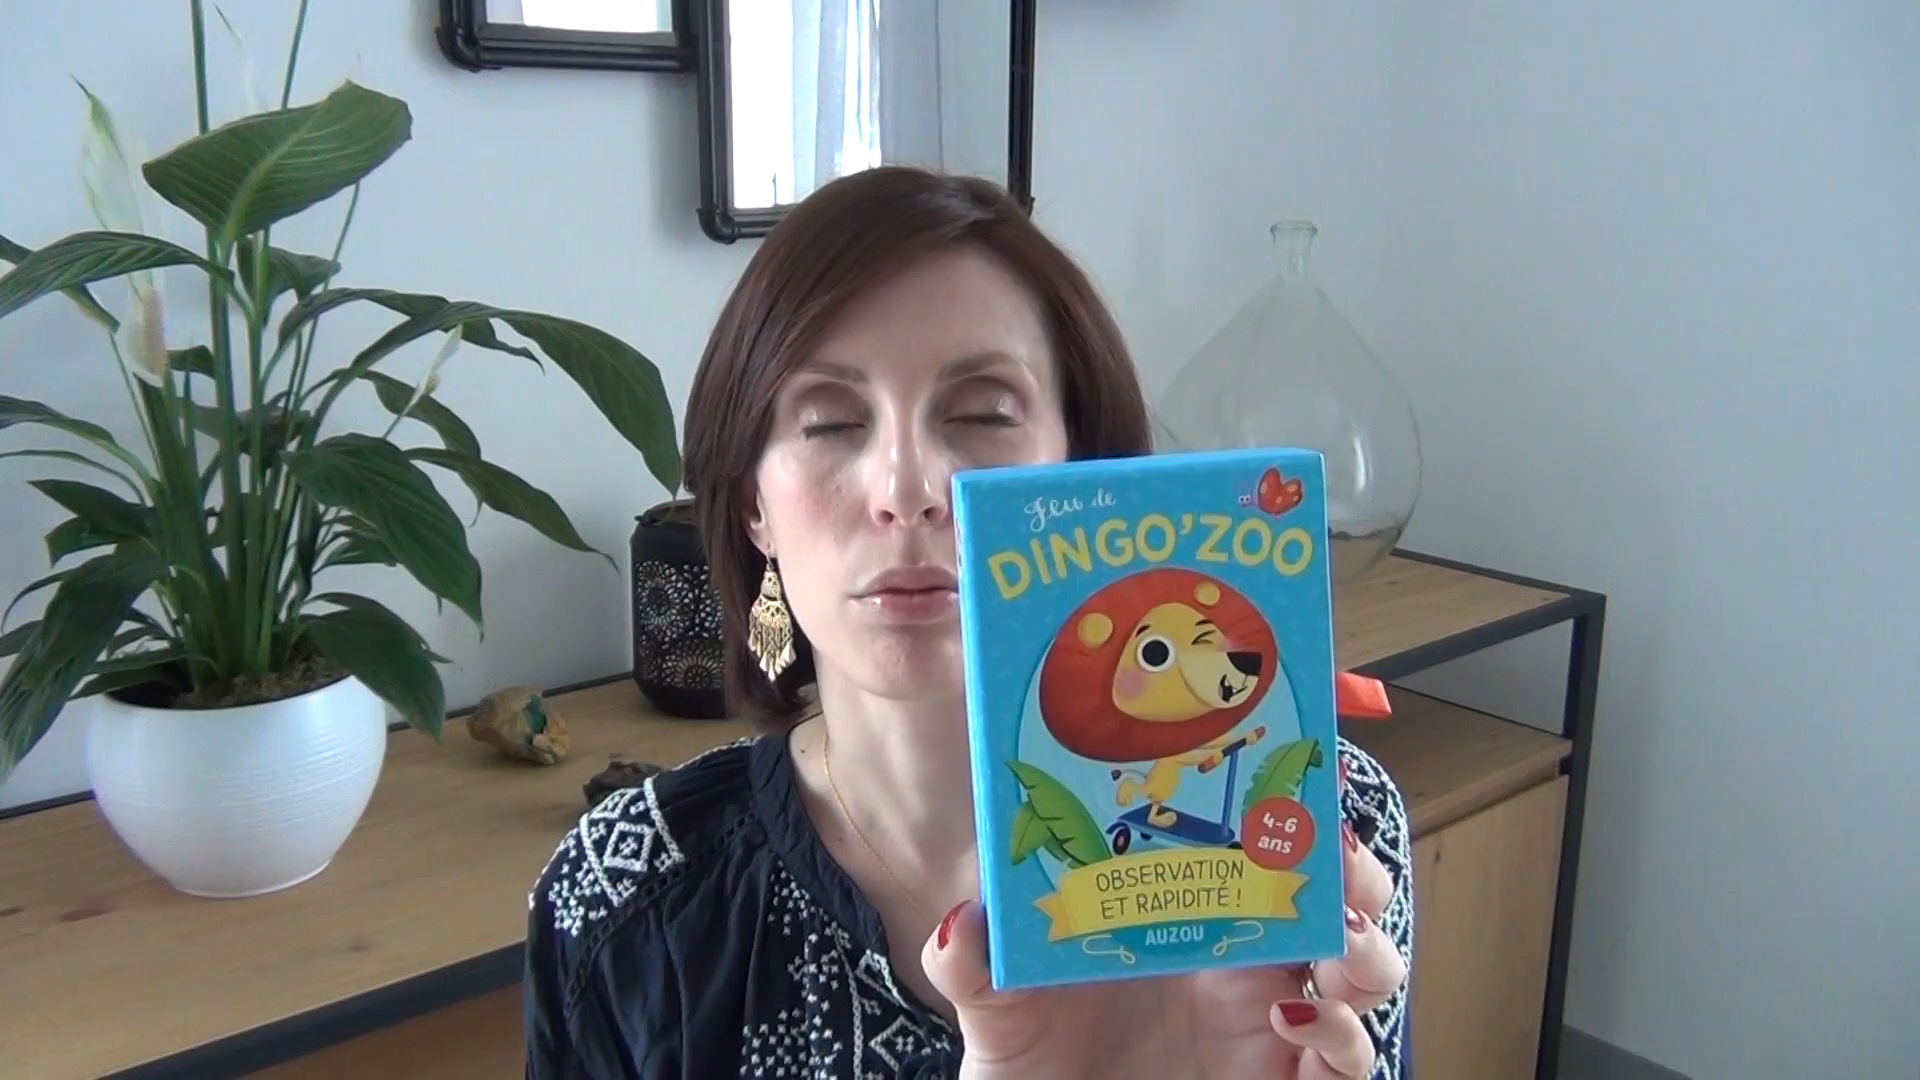 Jeu de
DINGO'ZOO
4-6
ans
OBSERVATION
ET RAPIDITÉ !
AUZOU